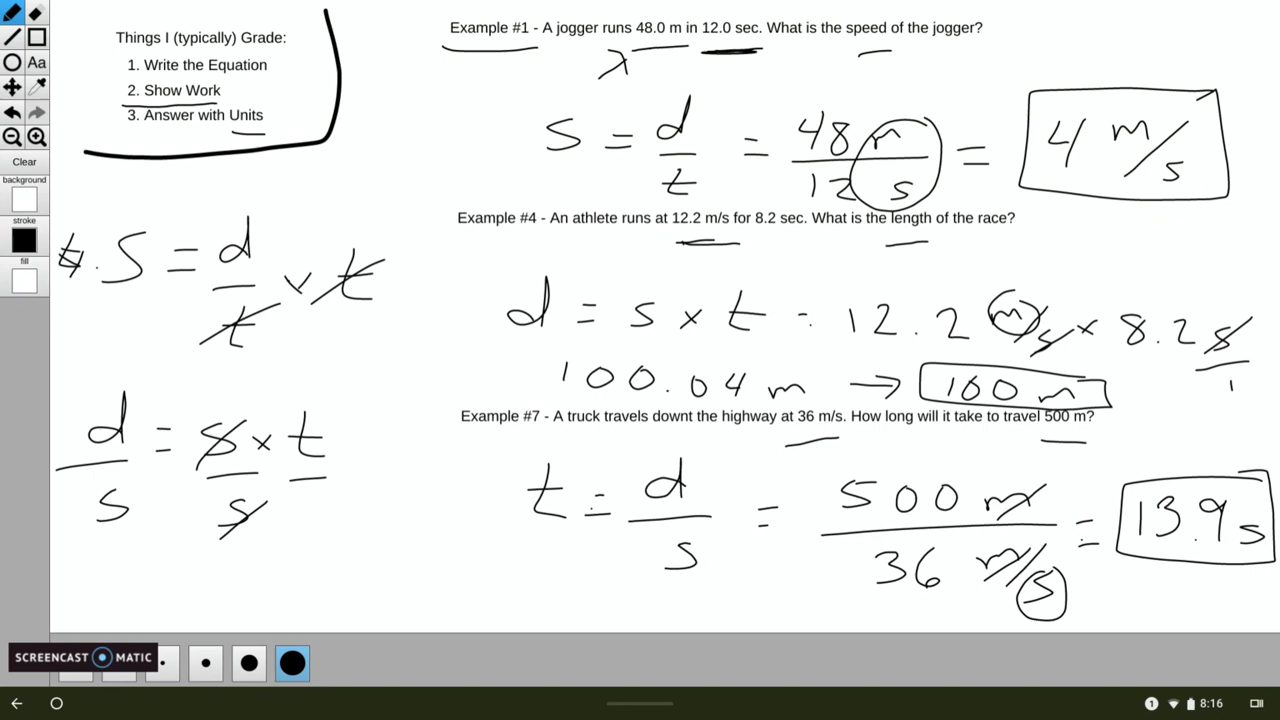 Things I (typically) Grade:
1. Write the Equation
2. Show Work
3. Answer with Units
Aa
Clear
background
stroke
fill
Example #1 - A jogger runs 48.0 m in 12.0 sec. What is the speed of the jogger?
s = d/t = 48 m / 12 s = 4 m/s
Example #4 - An athlete runs at 12.2 m/s for 8.2 sec. What is the length of the race?
d = s x t = 12.2 m/s x 8.2 s / 1
100.04 m → 100 m
Example #7 - A truck travels downt the highway at 36 m/s. How long will it take to travel 500 m?
t = d/s = 500 m / 36 m/s = 13.9 s
t . s = d/t x t
d/s = s x t / s
SCREENCAST MATIC
1 8:16